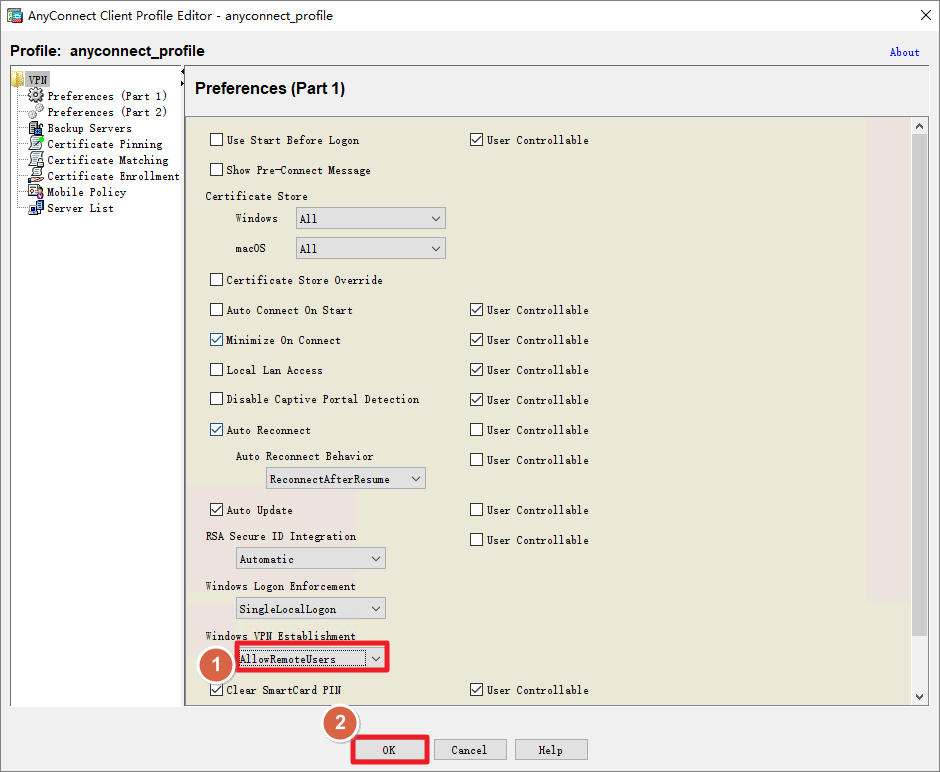 AnyConnect Client Profile Editor - anyconnect_profile
Profile: anyconnect_profile
About
VPN
Preferences (Part 1)
Preferences (Part 2)
Backup Servers
Certificate Pinning
Certificate Matching
Certificate Enrollment
Mobile Policy
Server List
Preferences (Part 1)
Use Start Before Logon User Controllable
Show Pre-Connect Message
Certificate Store
Windows All
macOS All
Certificate Store Override
Auto Connect On Start User Controllable
Minimize On Connect User Controllable
Local Lan Access User Controllable
Disable Captive Portal Detection User Controllable
Auto Reconnect User Controllable
Auto Reconnect Behavior User Controllable
ReconnectAfterResume
Auto Update User Controllable
RSA Secure ID Integration User Controllable
Automatic
Windows Logon Enforcement
SingleLocalLogon
Windows VPN Establishment
1 AllowRemoteUsers
Clear SmartCard PIN User Controllable
2
OK Cancel Help